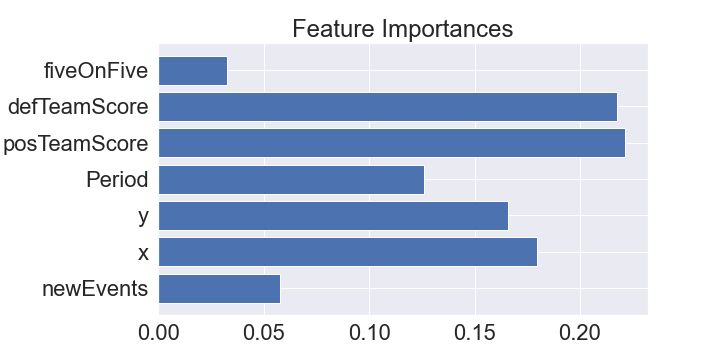 Feature Importances
fiveOnFive
defTeamScore
posTeamScore
Period
y
x
newEvents
0.00 0.05 0.10 0.15 0.20